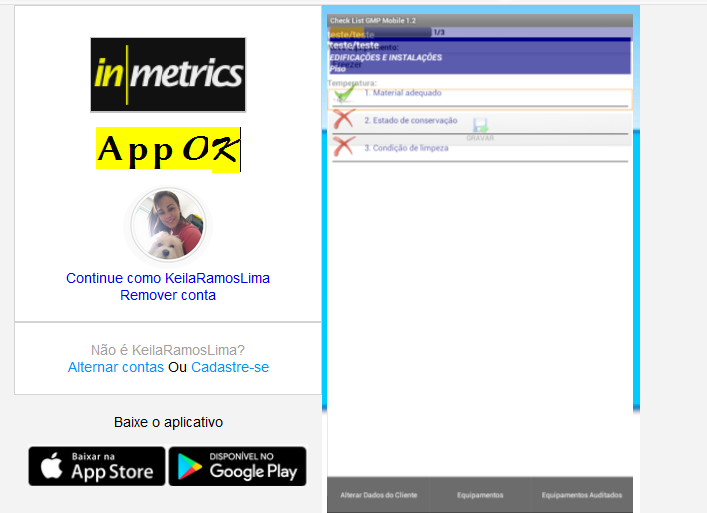 inmetrics
App OK
Continue como KeilaRamosLima
Remover conta
Não é KeilaRamosLima?
Alternar contas Ou Cadastre-se
Baixe o aplicativo
Baixar na
App Store
DISPONÍVEL NO
Google Play
Check List GMP Mobile 1.2
teste/teste
1/3
teste/teste
EDIFICAÇÕES E INSTALAÇÕES
Freezer
Piso
Temperatura:
1. Material adequado
2. Estado de conservação
GRAVAR
3. Condição de limpeza
Alterar Dados do Cliente
Equipamentos
Equipamentos Auditados